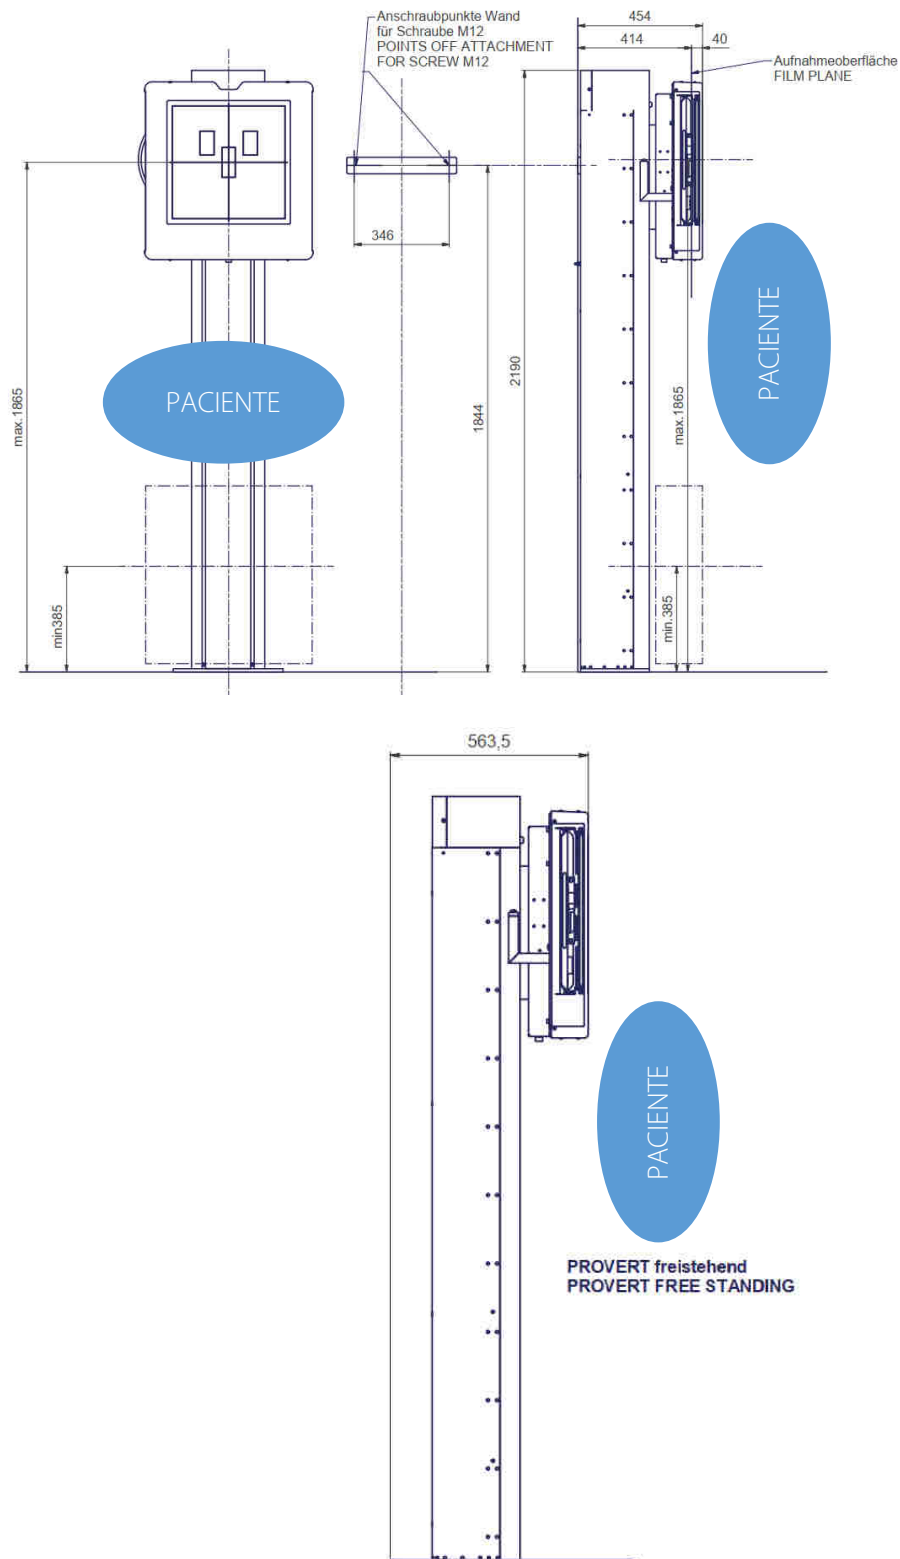 Anschraubpunkte Wand
für Schraube M12
POINTS OFF ATTACHMENT
FOR SCREW M12
454
414
40
Aufnahmeoberfläche
FILM PLANE
346
max.1865
PACIENTE
1844
2190
max.1865
PACIENTE
min385
min.385
563,5
PACIENTE
PROVERT freistehend
PROVERT FREE STANDING